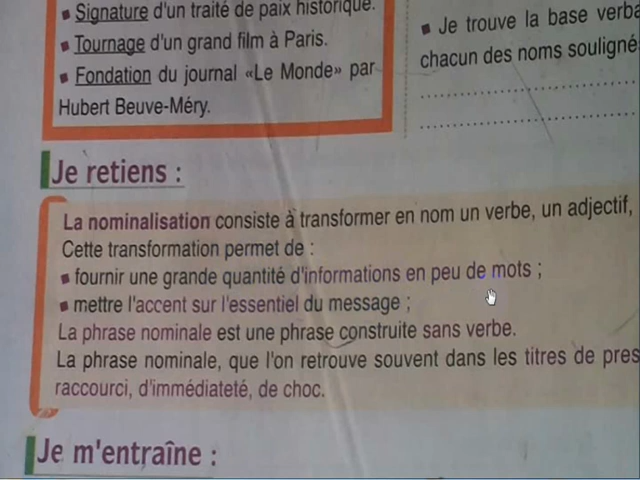 ▪ Signature d'un traité de paix historique.
▪ Tournage d'un grand film à Paris.
▪ Fondation du journal «Le Monde» par
Hubert Beuve-Méry.
▪ Je trouve la base
chacun des noms
Je retiens :
La nominalisation consiste à transformer en nom un verbe, un adjectif,
Cette transformation permet de :
▪ fournir une grande quantité d'informations en peu de mots ;
▪ mettre l'accent sur l'essentiel du message ;
La phrase nominale est une phrase construite sans verbe.
La phrase nominale, que l'on retrouve souvent dans les titres de
raccourci, d'immédiateté, de choc.
Je m'entraîne :